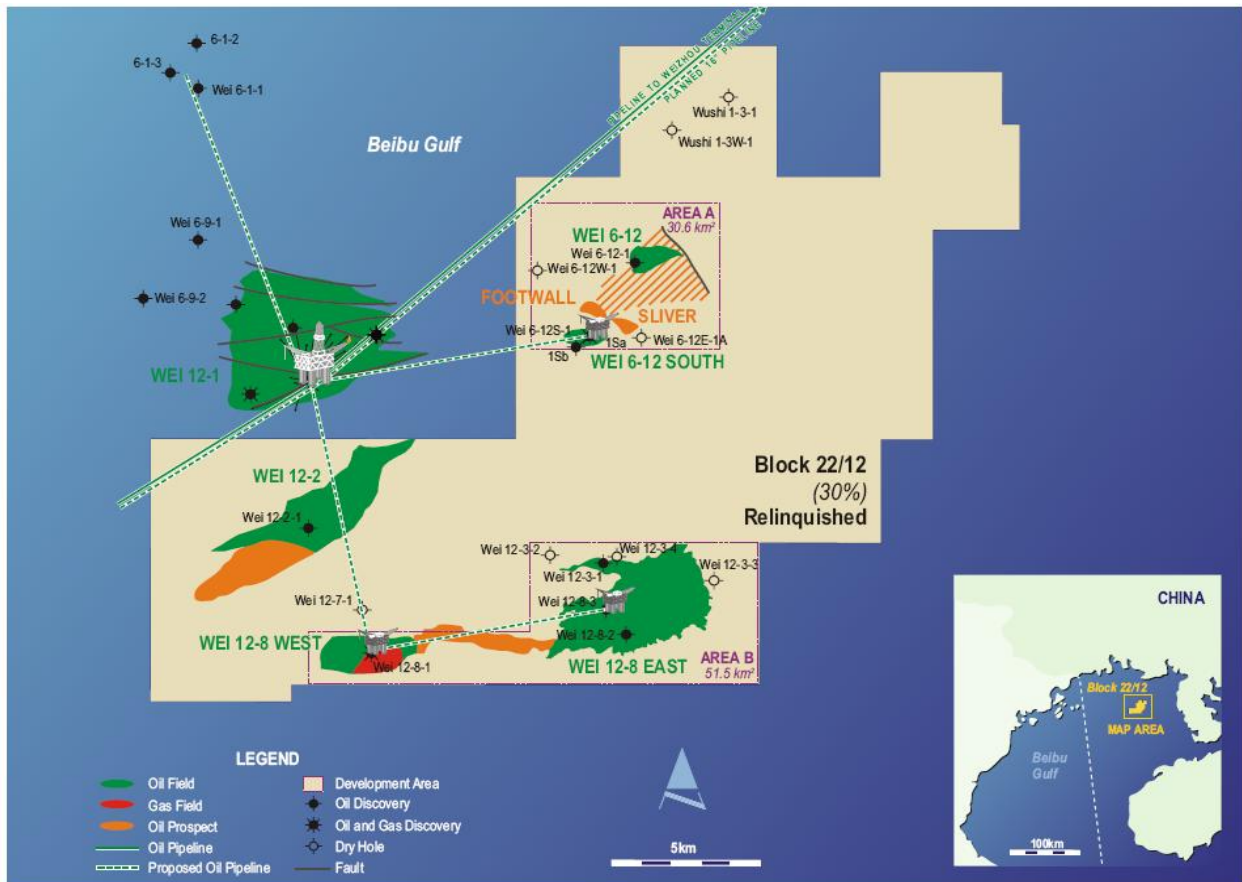 6-1-2
6-1-3
Wei 6-1-1
PIPELINE TO WEIZHOU TERMINAL
PLANNED 16" PIPELINE
Beibu Gulf
Wushi 1-3-1
Wushi 1-3W-1
AREA A
30.6 km²
Wei 6-9-1
WEI 6-12
Wei 6-12-1
Wei 6-12W-1
Wei 6-9-2
FOOTWALL
SLIVER
Wei 6-12S-1
1Sa
Wei 6-12E-1A
1Sb
WEI 6-12 SOUTH
WEI 12-1
Block 22/12
(30%)
Relinquished
WEI 12-2
Wei 12-2-1
Wei 12-3-2
Wei 12-3-4
Wei 12-3-3
Wei 12-3-1
Wei 12-7-1
Wei 12-8-3
WEI 12-8 WEST
Wei 12-8-2
Wei 12-8-1
WEI 12-8 EAST
AREA B
51.5 km²
CHINA
Block 22/12
MAP AREA
Beibu
Gulf
100km
LEGEND
Oil Field
Gas Field
Oil Prospect
Oil Pipeline
Proposed Oil Pipeline
Development Area
Oil Discovery
Oil and Gas Discovery
Dry Hole
Fault
5km